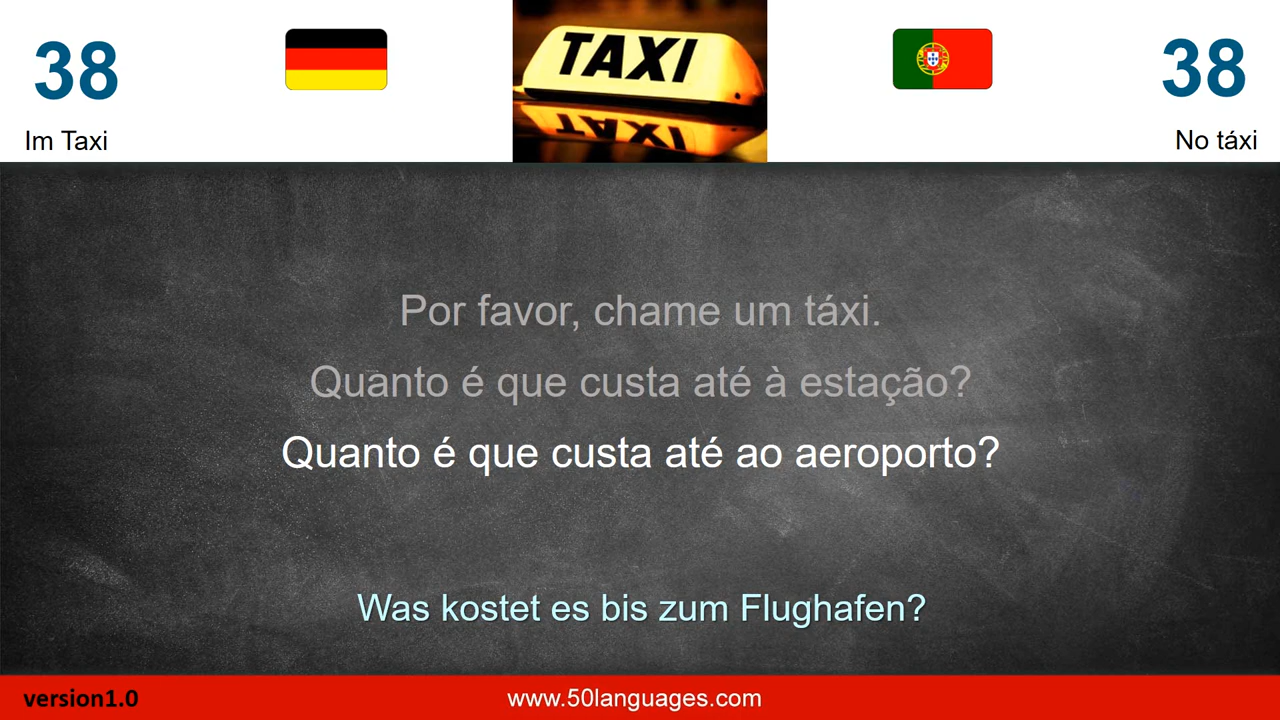 38
38
Im Taxi
No táxi
TAXI
Por favor, chame um táxi.
Quanto é que custa até à estação?
Quanto é que custa até ao aeroporto?
Was kostet es bis zum Flughafen?
version1.0
www.50languages.com